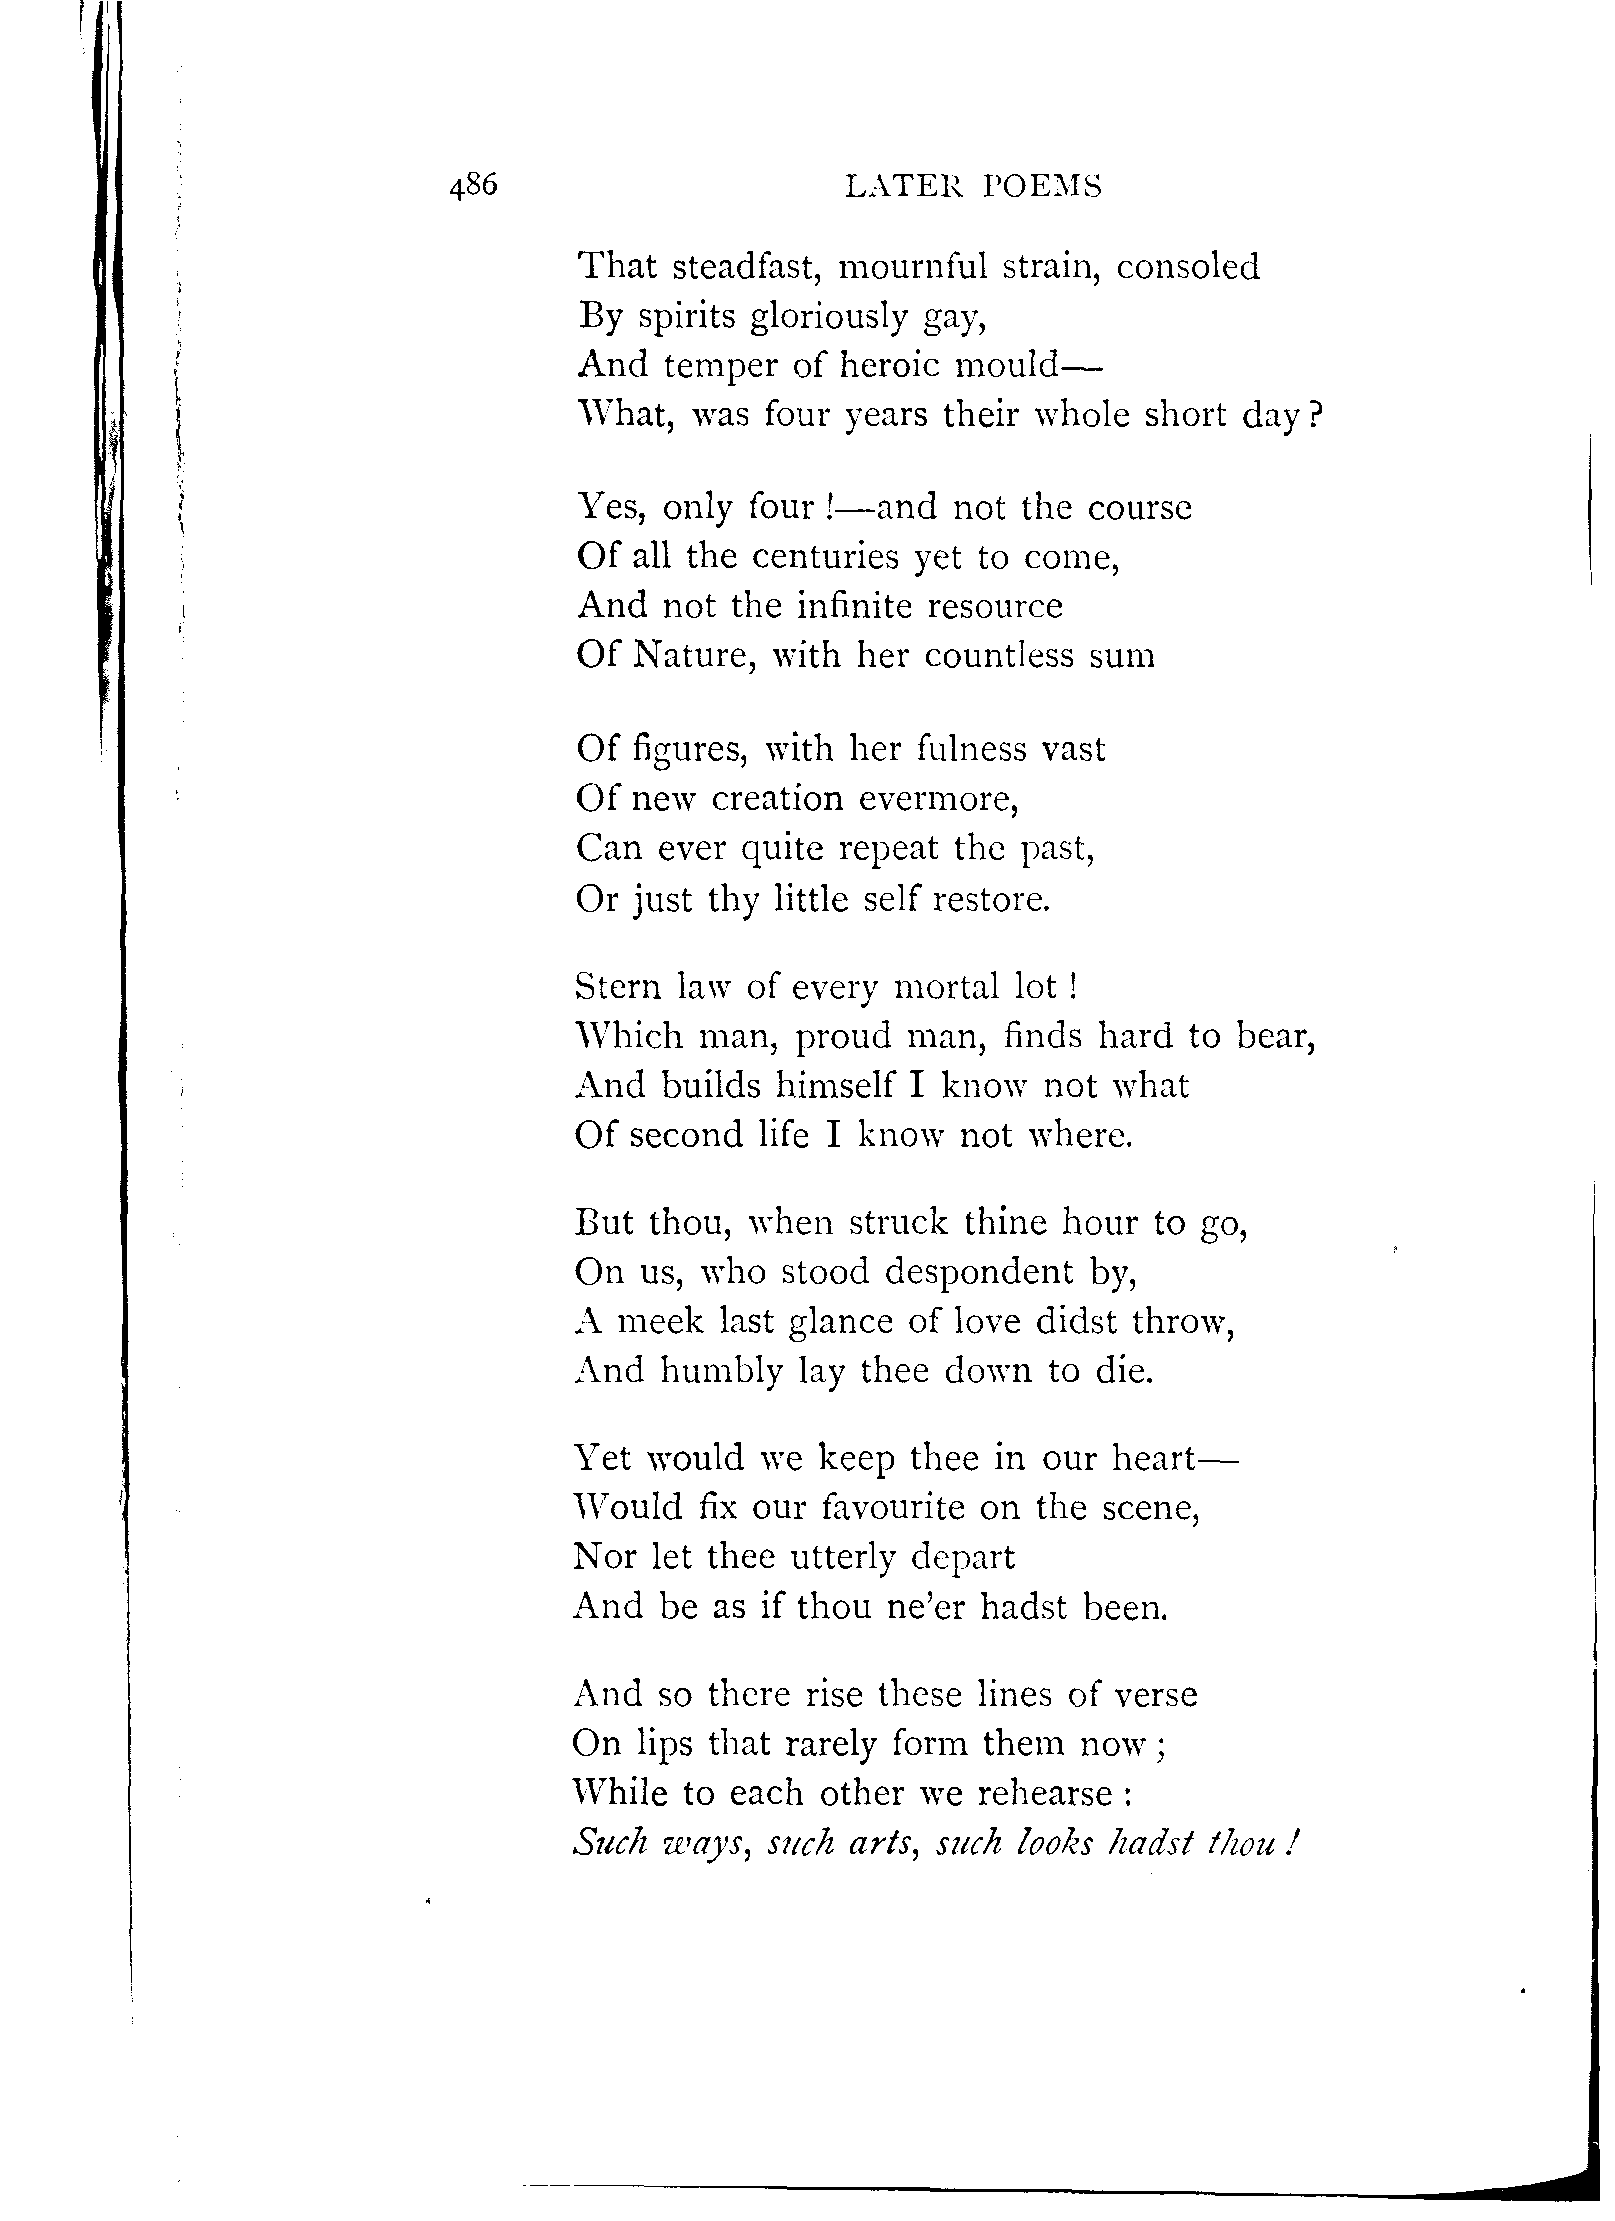 486 LATER POEMS
That steadfast, mournful strain, consoled
By spirits gloriously gay,
And temper of heroic mould—
What, was four years their whole short day?
Yes, only four!—and not the course
Of all the centuries yet to come,
And not the infinite resource
Of Nature, with her countless sum
Of figures, with her fulness vast
Of new creation evermore,
Can ever quite repeat the past,
Or just thy little self restore.
Stern law of every mortal lot!
Which man, proud man, finds hard to bear,
And builds himself I know not what
Of second life I know not where.
But thou, when struck thine hour to go,
On us, who stood despondent by,
A meek last glance of love didst throw,
And humbly lay thee down to die.
Yet would we keep thee in our heart—
Would fix our favourite on the scene,
Nor let thee utterly depart
And be as if thou ne'er hadst been.
And so there rise these lines of verse
On lips that rarely form them now;
While to each other we rehearse:
Such ways, such arts, such looks hadst thou!